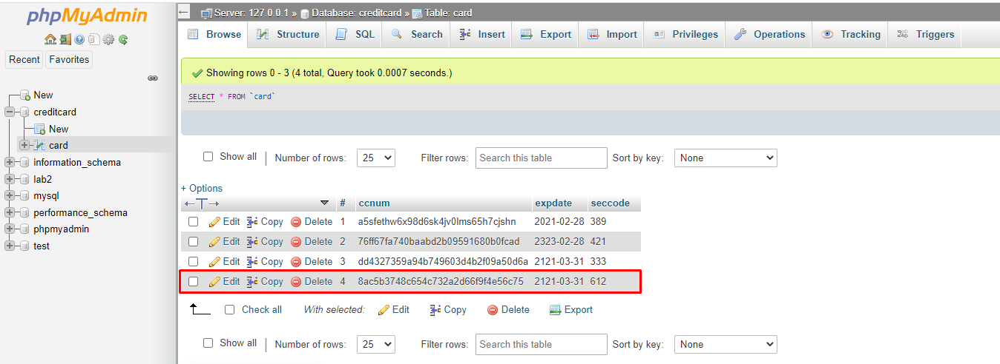 phpMyAdmin
Recent Favorites
New
creditcard
New
card
information_schema
lab2
mysql
performance_schema
phpmyadmin
test
Server: 127.0.0.1 » Database: creditcard » Table: card
Browse Structure SQL Search Insert Export Import Privileges Operations Tracking Triggers
Showing rows 0 - 3 (4 total, Query took 0.0007 seconds.)
SELECT * FROM `card`
Show all | Number of rows: 25 Filter rows: Search this table Sort by key: None
+ Options
# ccnum expdate seccode
Edit Copy Delete 1 a5sfethw6x98d6sk4jv0lms65h7cjshn 2021-02-28 389
Edit Copy Delete 2 76ff67fa740baabd2b09591680b0fcad 2323-02-28 421
Edit Copy Delete 3 dd4327359a94b749603d4b2f09a50d6a 2121-03-31 333
Edit Copy Delete 4 8ac5b3748c654c732a2d66f9f4e56c75 2121-03-31 612
Check all With selected: Edit Copy Delete Export
Show all | Number of rows: 25 Filter rows: Search this table Sort by key: None